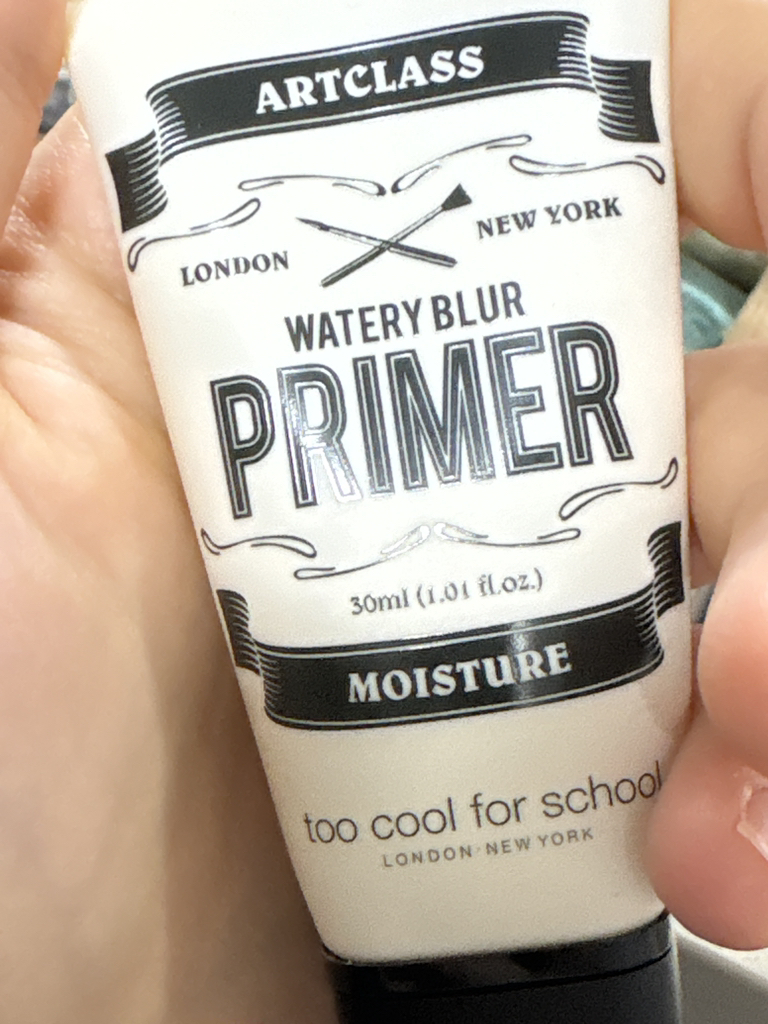 ARTCLASS
LONDON
NEW YORK
WATERY BLUR
PRIMER
30ml (1.01 fl.oz.)
MOISTURE
too cool for school
LONDON·NEW YORK